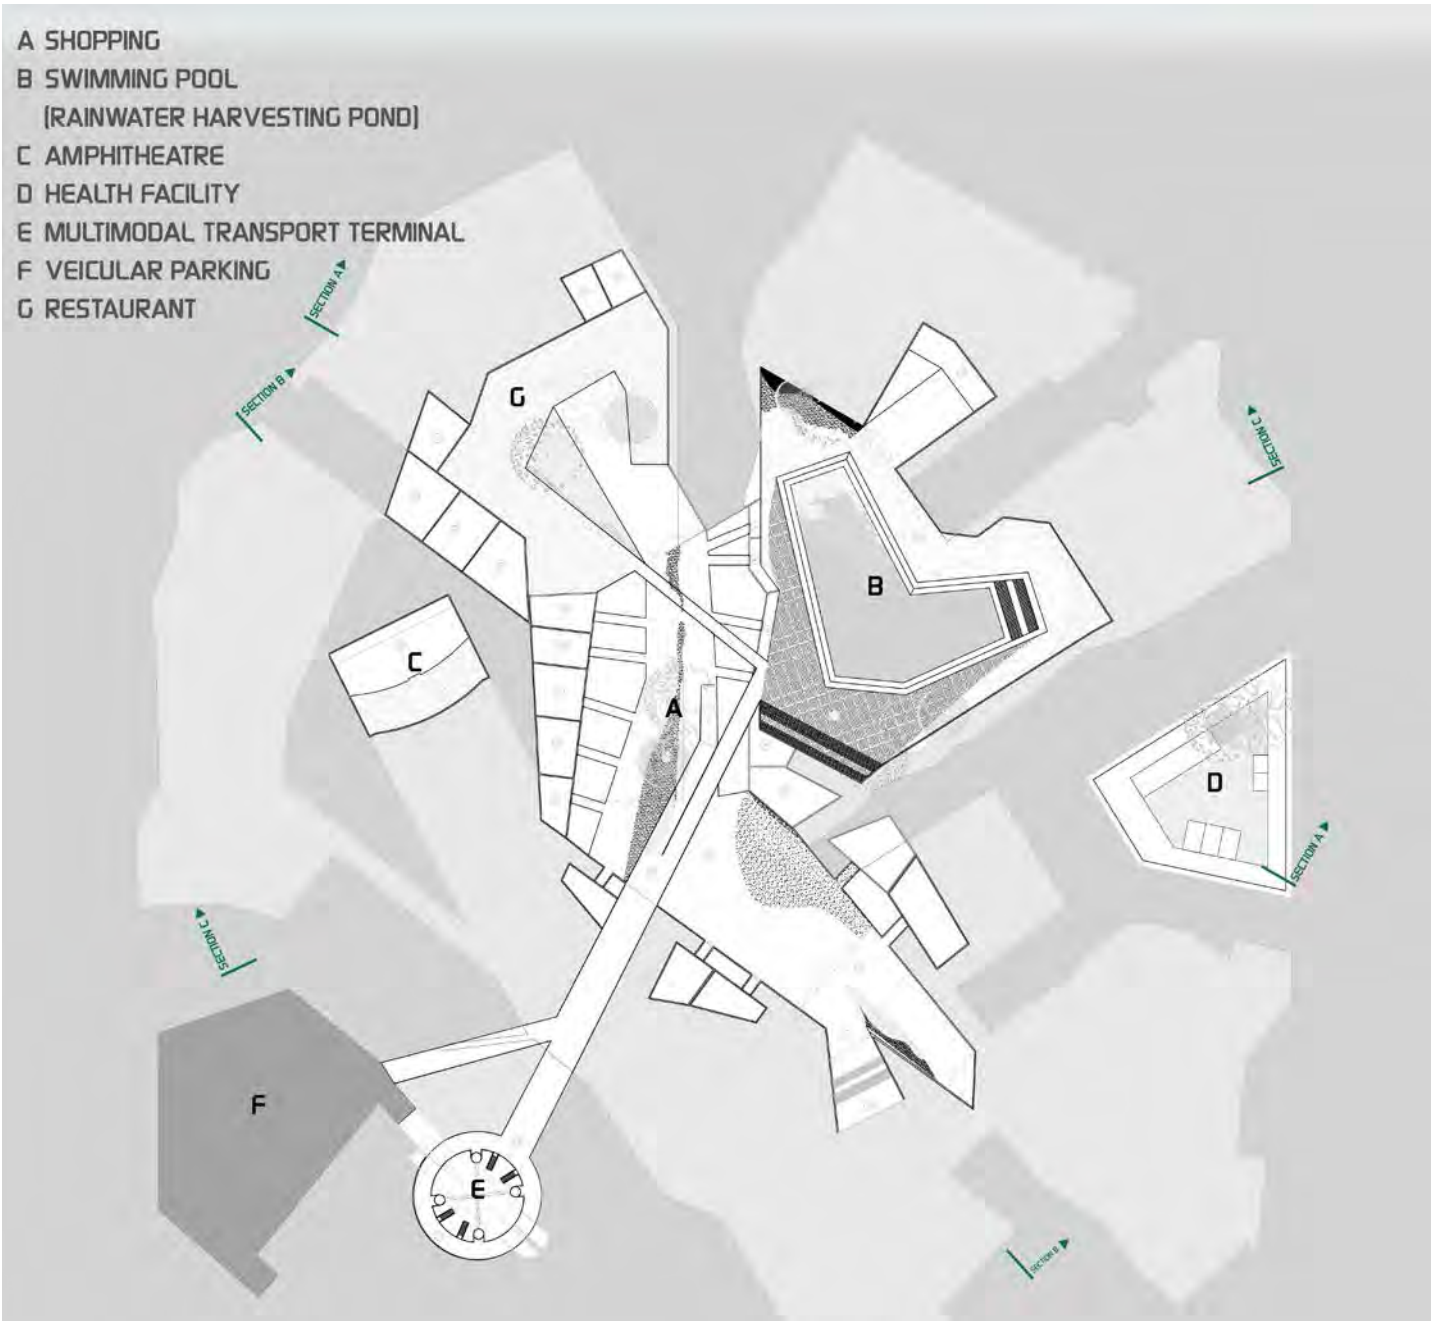 A SHOPPING
B SWIMMING POOL
(RAINWATER HARVESTING POND)
C AMPHITHEATRE
D HEALTH FACILITY
E MULTIMODAL TRANSPORT TERMINAL
F VEICULAR PARKING
G RESTAURANT
SECTION A
SECTION B
G
SECTION C
B
C
A
D
SECTION A
SECTION C
F
E
SECTION B